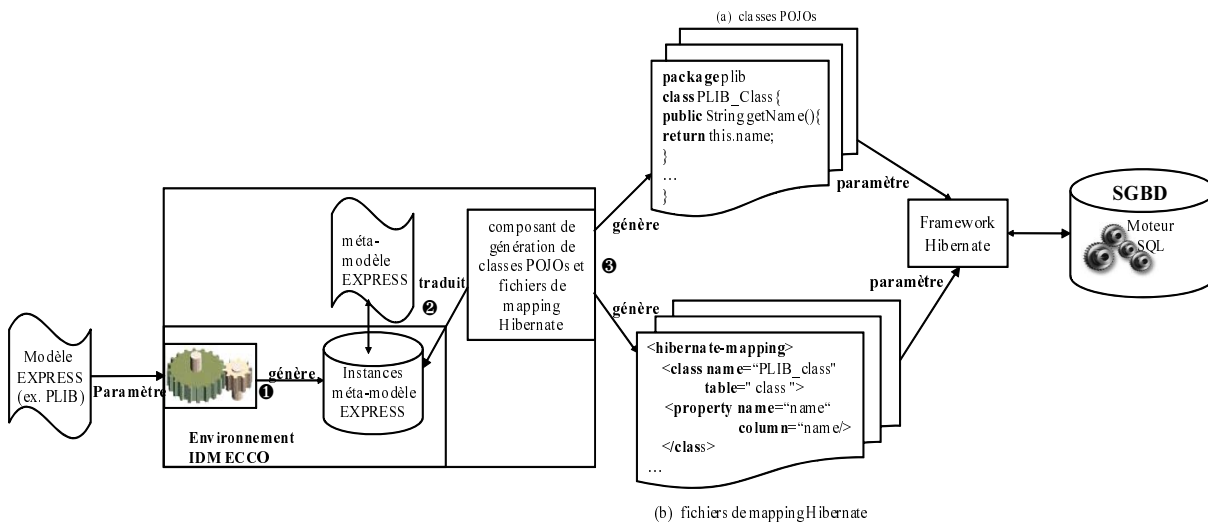 (a) classes POJOs
package plib
class PLIB_Class {
public String getName(){
return this.name;
}
...
}
paramètre
SGBD
Moteur
SQL
Framework
Hibernate
paramètre
génère
❸
génère
composant de
génération de
classes POJOs et
fichiers de
mapping
Hibernate
méta-
modèle
EXPRESS
traduit
❷
Modèle
EXPRESS
(ex. PLIB)
Paramètre
❶
génère
Instances
méta-modèle
EXPRESS
Environnement
IDM ECCO
<hibernate-mapping>
<class name=“PLIB_class"
table=" class ">
<property name=“name“
column=“name/>
</class>
...
(b) fichiers de mapping Hibernate